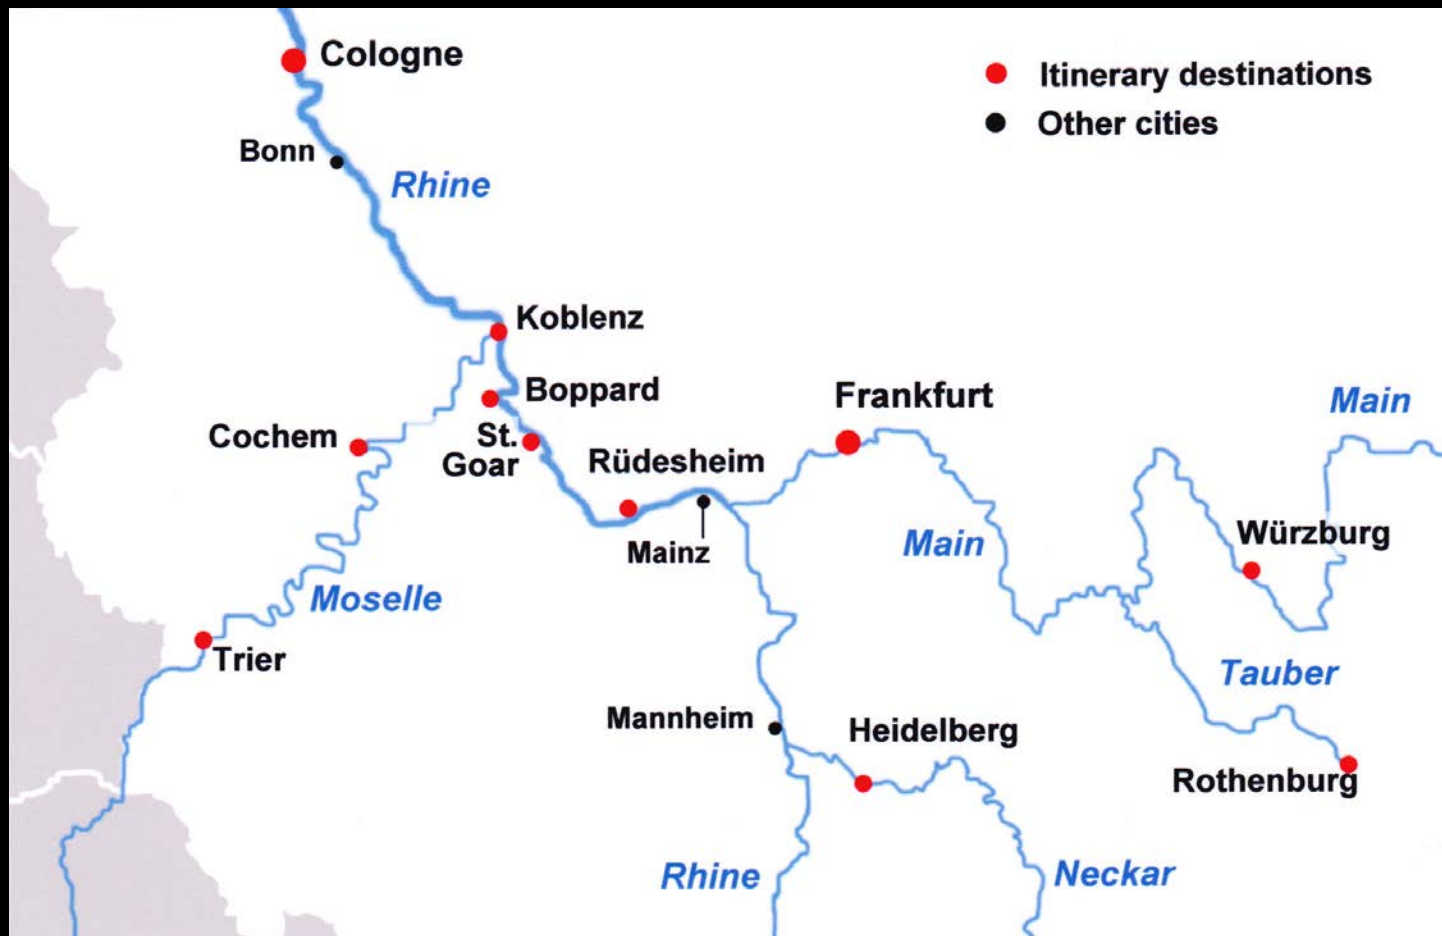 Cologne
Itinerary destinations
Other cities
Bonn
Rhine
Koblenz
Boppard
Frankfurt
Main
Cochem
St.
Goar
Rüdesheim
Würzburg
Main
Mainz
Moselle
Trier
Tauber
Mannheim
Heidelberg
Rothenburg
Rhine
Neckar